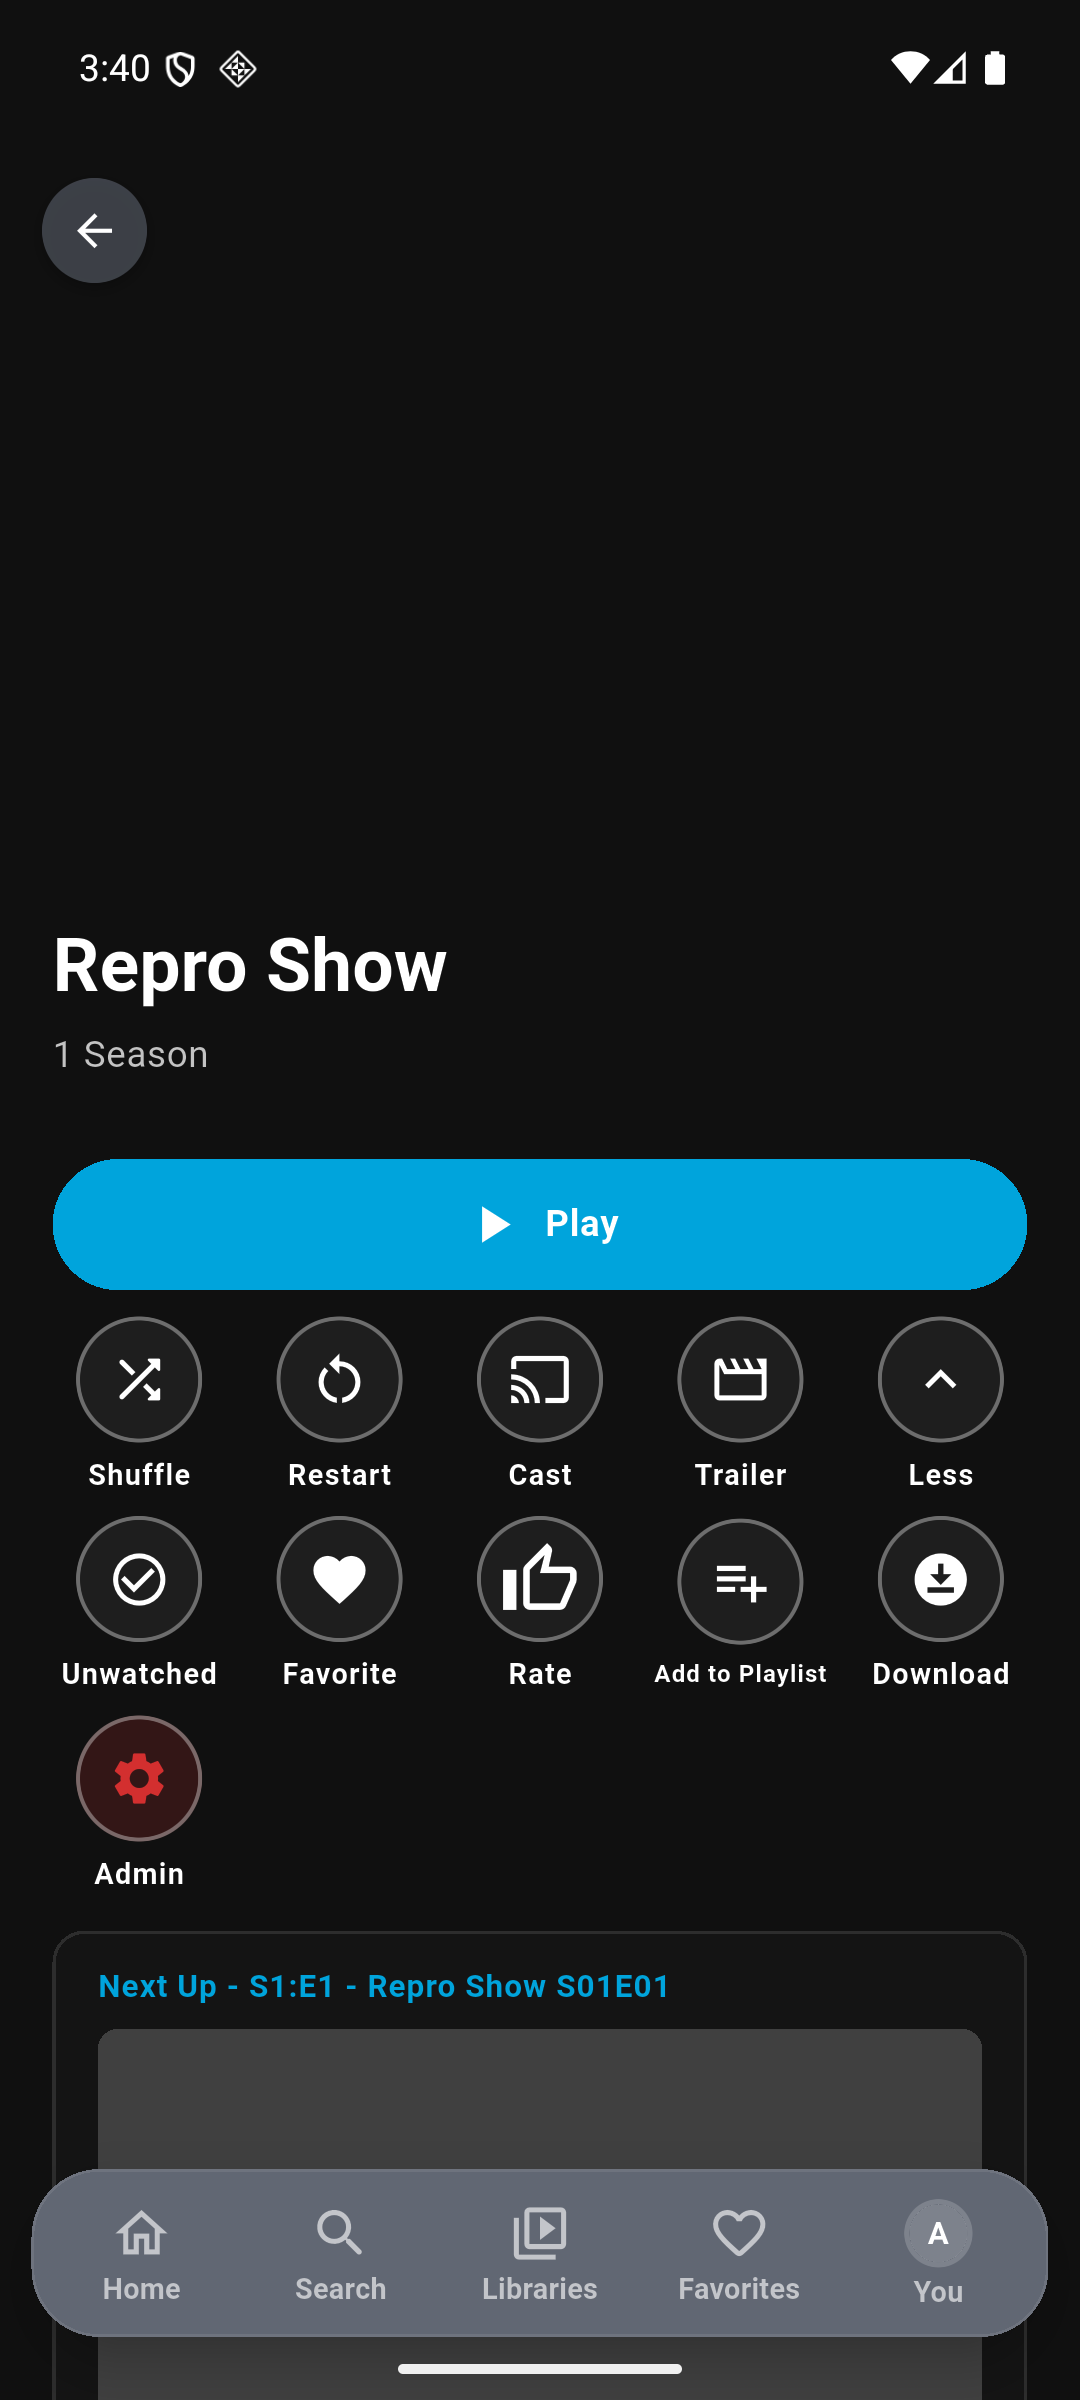 3:40
Repro Show
1 Season
Play
Shuffle Restart Cast Trailer Less
Unwatched Favorite Rate Add to Playlist Download
Admin
Next Up - S1:E1 - Repro Show S01E01
A
Home Search Libraries Favorites You